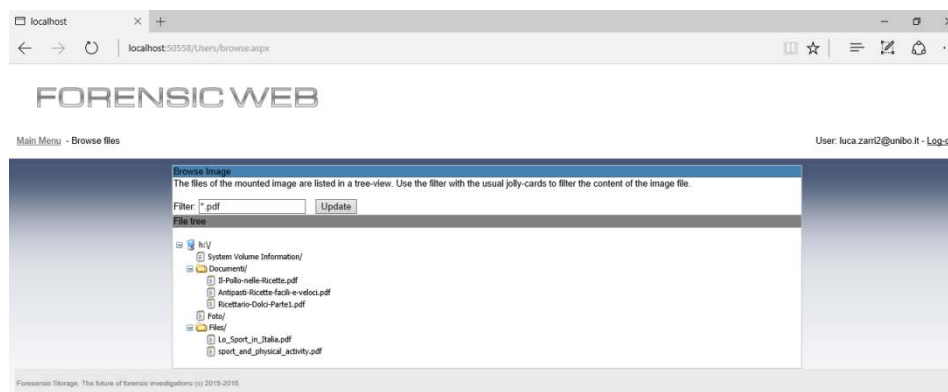 localhost
localhost:50558/Users/browse.aspx
FORENSIC WEB
Main Menu - Browse files
User: luca.zarri2@unibo.it - Log-o
Browse Image
The files of the mounted image are listed in a tree-view. Use the filter with the usual jolly-cards to filter the content of the image file.
Filter: *.pdf Update
File tree
h:\/
System Volume Information/
Documenti/
Il-Pollo-nelle-Ricette.pdf
Antipasti-Ricette-facili-e-veloci.pdf
Ricettario-Dolci-Parte1.pdf
Foto/
Files/
Lo_Sport_in_Italia.pdf
sport_and_physical_activity.pdf
Storage. The future of forensic investigations (c) 2015-2018.